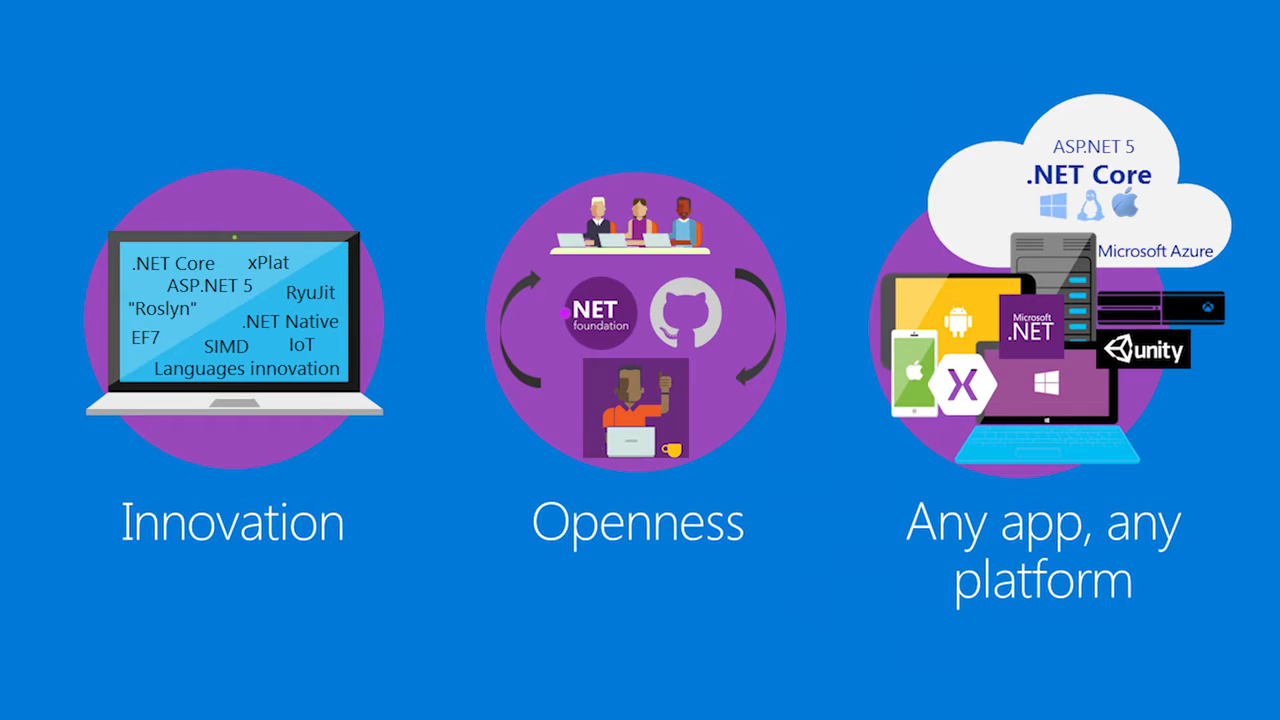 .NET Core xPlat
ASP.NET 5
RyuJit
"Roslyn"
.NET Native
EF7
SIMD
IoT
Languages innovation
Innovation
.NET
foundation
Openness
ASP.NET 5
.NET Core
Microsoft Azure
Microsoft
.NET
unity
Any app, any
platform